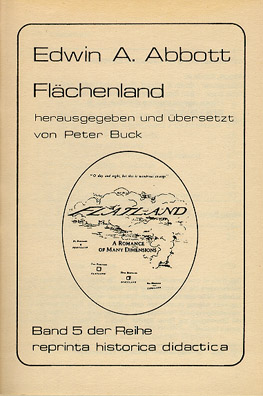 Edwin A. Abbott
Flächenland
herausgegeben und übersetzt
von Peter Buck
"O day and night, but this is wondrous strange"
FLATLAND
A ROMANCE
OF MANY DIMENSIONS
Band 5 der Reihe
reprinta historica didactica